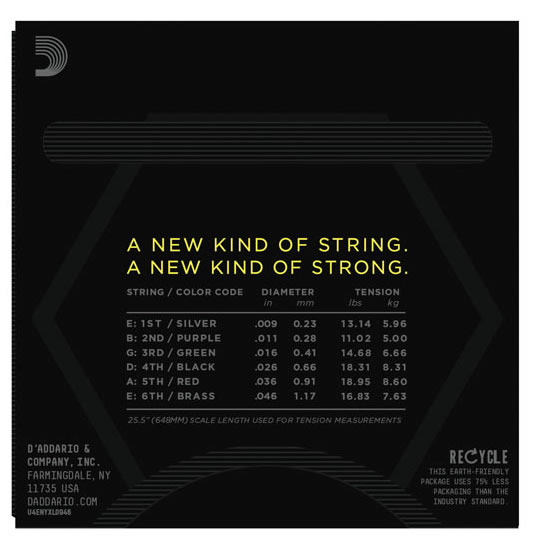 A NEW KIND OF STRING.
A NEW KIND OF STRONG.
STRING / COLOR CODE DIAMETER TENSION
in mm lbs kg
E: 1ST / SILVER .009 0.23 13.14 5.96
B: 2ND / PURPLE .011 0.28 11.02 5.00
G: 3RD / GREEN .016 0.41 14.68 6.66
D: 4TH / BLACK .026 0.66 18.31 8.31
A: 5TH / RED .036 0.91 18.95 8.60
E: 6TH / BRASS .046 1.17 16.83 7.63
25.5" (648MM) SCALE LENGTH USED FOR TENSION MEASUREMENTS
D'ADDARIO &
COMPANY, INC.
FARMINGDALE, NY
11735 USA
DADDARIO.COM
U4ENYXLDG46
RECYCLE
THIS EARTH-FRIENDLY
PACKAGE USES 75% LESS
PACKAGING THAN THE
INDUSTRY STANDARD.